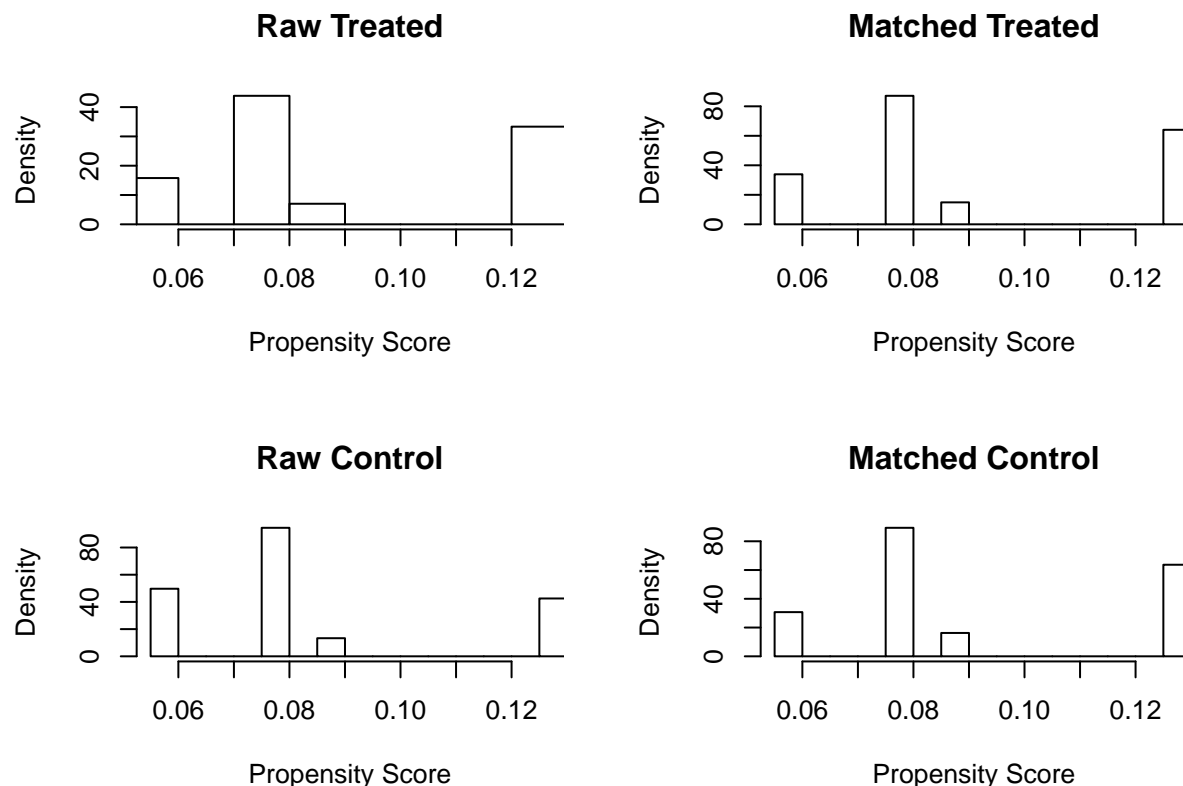 Raw Treated
Density
0 20 40
0.06 0.08 0.10 0.12
Propensity Score
Matched Treated
Density
0 40 80
0.06 0.08 0.10 0.12
Propensity Score
Raw Control
Density
0 40 80
0.06 0.08 0.10 0.12
Propensity Score
Matched Control
Density
0 40 80
0.06 0.08 0.10 0.12
Propensity Score